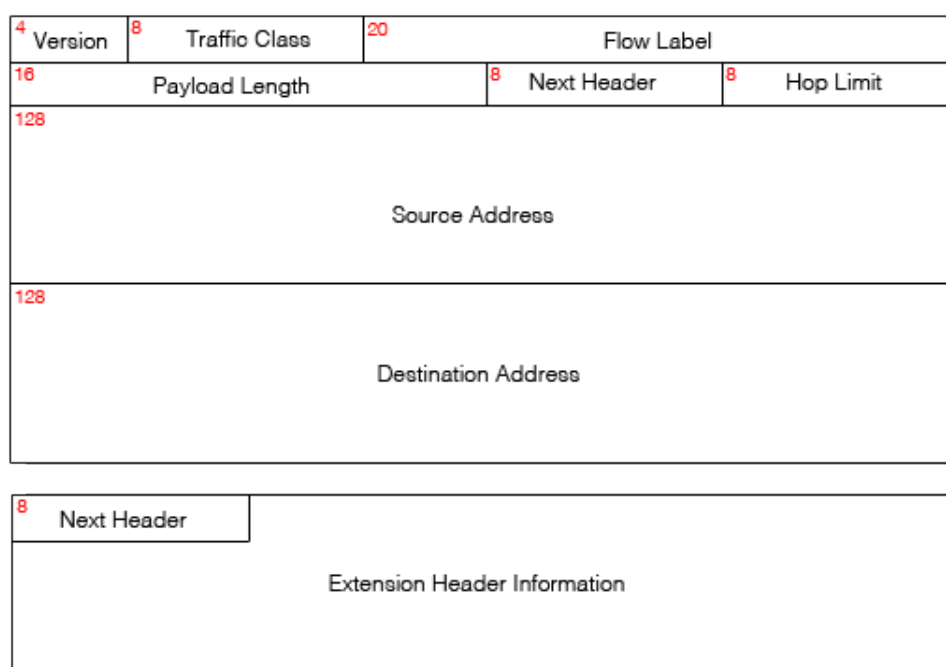 4 Version 8 Traffic Class 20 Flow Label
16 Payload Length 8 Next Header 8 Hop Limit
128
Source Address
128
Destination Address
8 Next Header
Extension Header Information